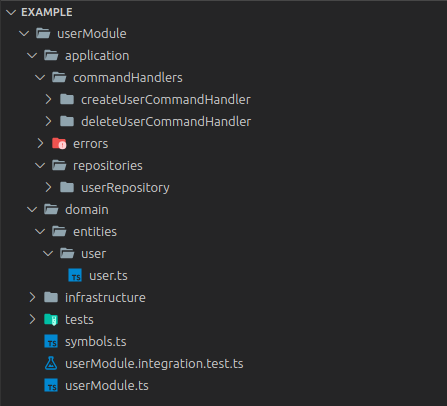 EXAMPLE
userModule
application
commandHandlers
createUserCommandHandler
deleteUserCommandHandler
errors
repositories
userRepository
domain
entities
user
TS user.ts
infrastructure
tests
TS symbols.ts
userModule.integration.test.ts
TS userModule.ts